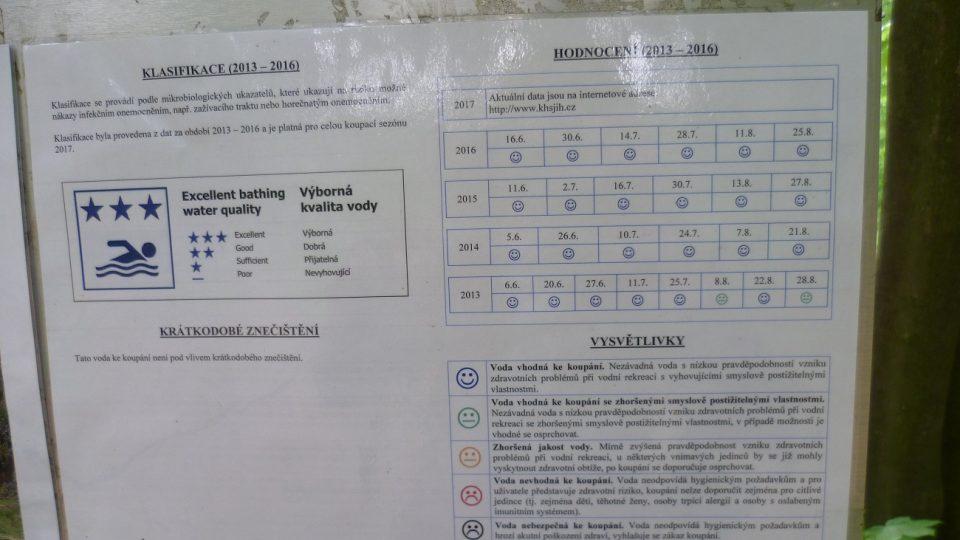 KLASIFIKACE (2013 – 2016)
Klasifikace se provádí podle mikrobiologických ukazatelů, které ukazují na riziko možné
nákazy infekčním onemocněním, např. zažívacího traktu nebo horečnatým onemocněním.
Klasifikace byla provedena z dat za období 2013 – 2016 a je platná pro celou koupací sezónu
2017.
Excellent bathing
water quality
Výborná
kvalita vody
Excellent Výborná
Good Dobrá
Sufficient Přijatelná
Poor Nevyhovující
KRÁTKODOBÉ ZNEČIŠTĚNÍ
Tato voda ke koupání není pod vlivem krátkodobého znečištění.
HODNOCENÍ (2013 – 2016)
2017 Aktuální data jsou na internetové adrese
http://www.khsjih.cz
2016 16.6. 30.6. 14.7. 28.7. 11.8. 25.8.
2015 11.6. 2.7. 16.7. 30.7. 13.8. 27.8.
2014 5.6. 26.6. 10.7. 24.7. 7.8. 21.8.
2013 6.6. 20.6. 27.6. 11.7. 25.7. 8.8. 22.8. 28.8.
VYSVĚTLIVKY
Voda vhodná ke koupání. Nezávadná voda s nízkou pravděpodobností vzniku
zdravotních problémů při vodní rekreaci s vyhovujícími smyslově postižitelnými
vlastnostmi.
Voda vhodná ke koupání se zhoršenými smyslově postižitelnými vlastnostmi.
Nezávadná voda s nízkou pravděpodobností vzniku zdravotních problémů při vodní
rekreaci se zhoršenými smyslově postižitelnými vlastnostmi, v případě možnosti je
vhodné se osprchovat.
Zhoršená jakost vody. Mírně zvýšená pravděpodobnost vzniku zdravotních
problémů při vodní rekreaci, u některých vnímavých jedinců by se již mohly
vyskytnout zdravotní obtíže, po koupání se doporučuje osprchovat.
Voda nevhodná ke koupání. Voda neodpovídá hygienickým požadavkům a pro
uživatele představuje zdravotní riziko, koupání nelze doporučit zejména pro citlivé
jedince (tj. zejména děti, těhotné ženy, osoby trpící alergií a osoby s oslabeným
imunitním systémem).
Voda nebezpečná ke koupání. Voda neodpovídá hygienickým požadavkům a
hrozí akutní poškození zdraví, vyhlašuje se zákaz koupání.